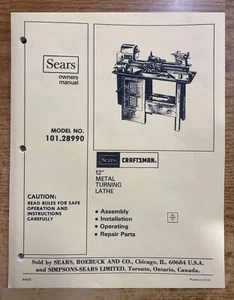 Sears
owners
manual
MODEL NO.
101.28990
Sears CRAFTSMAN®
12"
METAL
TURNING
LATHE
CAUTION:
READ RULES FOR SAFE
OPERATION AND
INSTRUCTIONS
CAREFULLY
• Assembly
• Installation
• Operating
• Repair Parts
Sold by SEARS, ROEBUCK AND CO., Chicago, IL. 60684 U.S.A.
and SIMPSONS-SEARS LIMITED, Toronto, Ontario, Canada.
Printed in U.S.A.